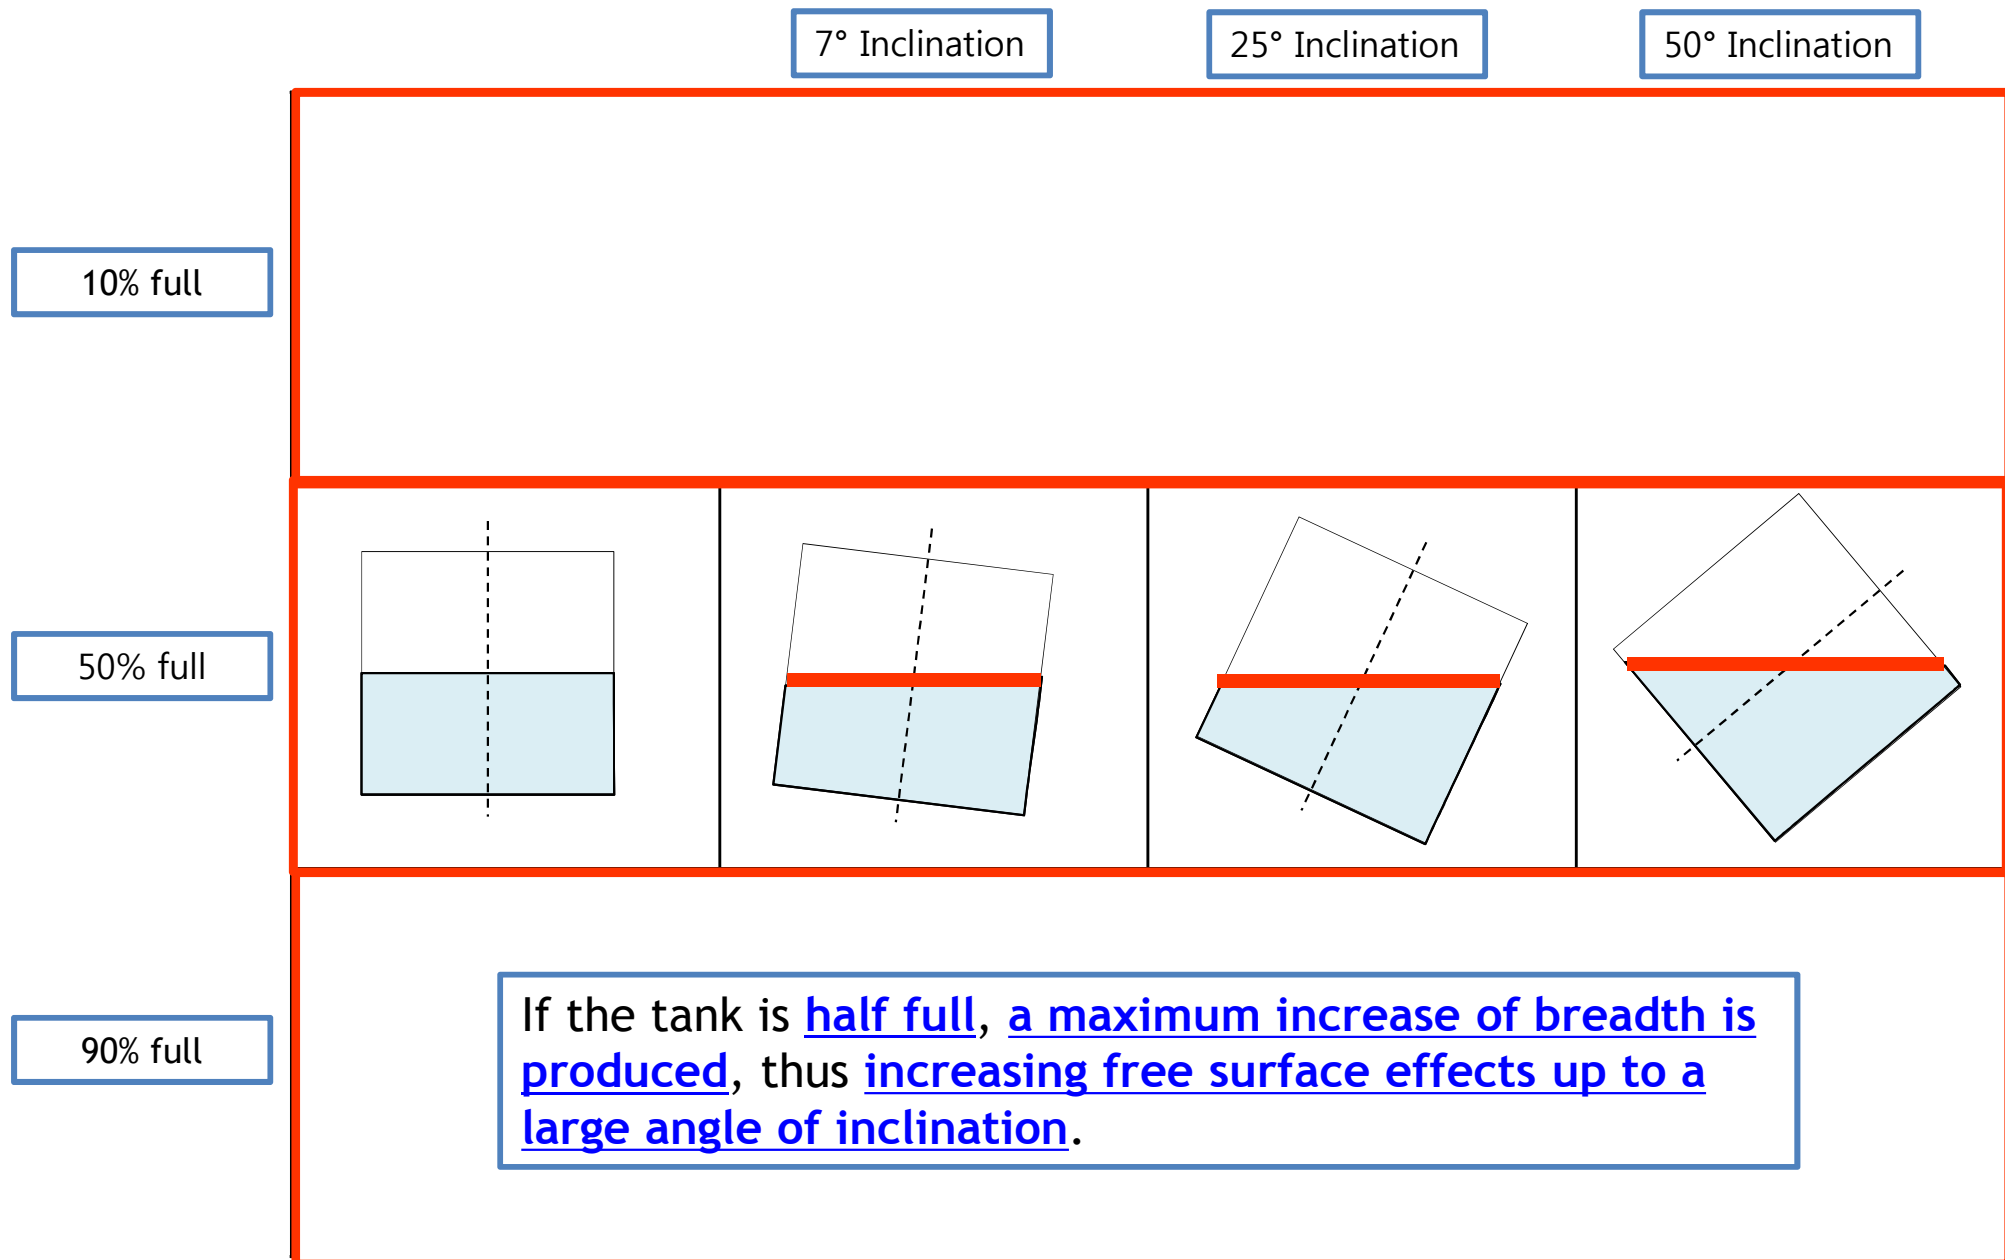 7° Inclination
25° Inclination
50° Inclination
10% full
50% full
90% full
If the tank is half full, a maximum increase of breadth is
produced, thus increasing free surface effects up to a
large angle of inclination.